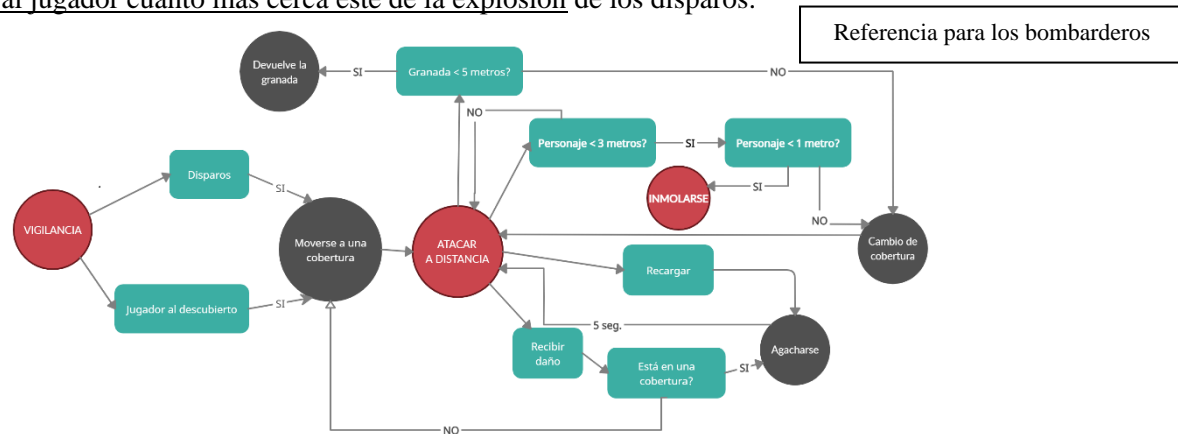 al jugador cuanto más cerca este de la explosión de los disparos.
Referencia para los bombarderos
Devuelve la
granada
SI
Granada < 5 metros?
NO
NO
Personaje < 3 metros?
SI
Personaje < 1 metro?
Disparos
SI
INMOLARSE
SI
NO
VIGILANCIA
Moverse a una
cobertura
ATACAR
A DISTANCIA
Cambio de
cobertura
Recargar
Jugador al descubierto
SI
5 seg.
Recibir
daño
Está en una
cobertura?
SI
Agacharse
NO